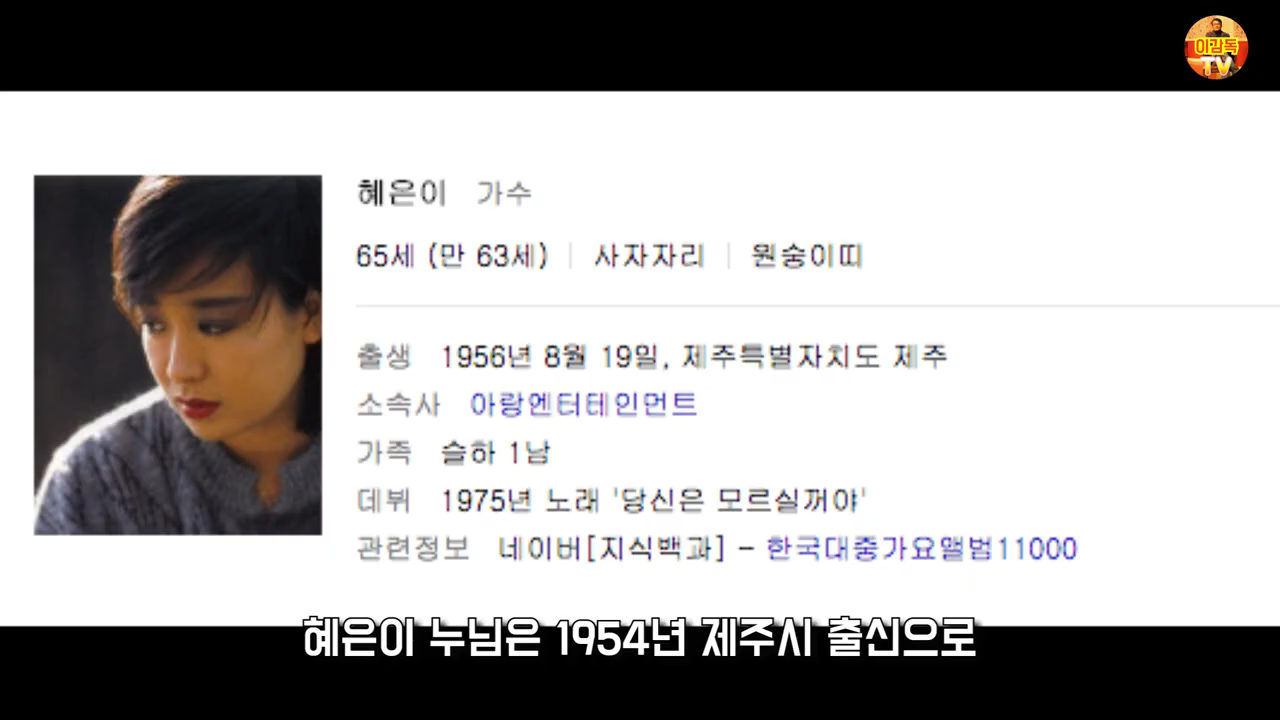 이감독
TV
혜은이 가수
65세 (만 63세) | 사자자리 | 원숭이띠
출생 1956년 8월 19일, 제주특별자치도 제주
소속사 아랑엔터테인먼트
가족 슬하 1남
데뷔 1975년 노래 '당신은 모르실꺼야'
관련정보 네이버[지식백과] - 한국대중가요앨범11000
혜은이 누님은 1954년 제주시 출신으로